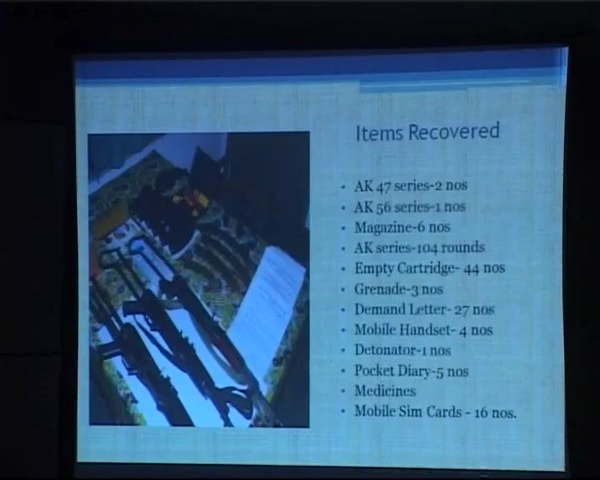 Items Recovered
• AK 47 series-2 nos
• AK 56 series-1 nos
• Magazine-6 nos
• AK series-104 rounds
• Empty Cartridge- 44 nos
• Grenade-3 nos
• Demand Letter- 27 nos
• Mobile Handset- 4 nos
• Detonator-1 nos
• Pocket Diary-5 nos
• Medicines
• Mobile Sim Cards - 16 nos.